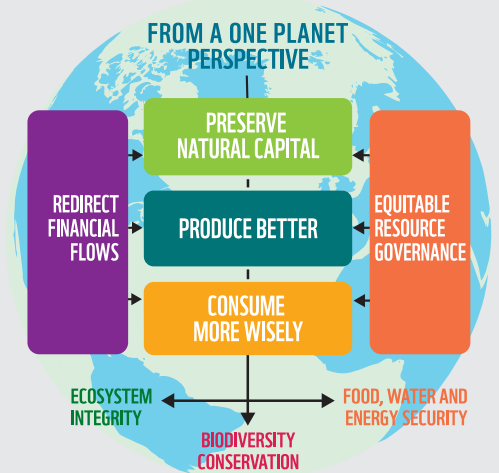 FROM A ONE PLANET
PERSPECTIVE
PRESERVE
NATURAL CAPITAL
REDIRECT
FINANCIAL
FLOWS
PRODUCE BETTER
EQUITABLE
RESOURCE
GOVERNANCE
CONSUME
MORE WISELY
ECOSYSTEM
INTEGRITY
FOOD, WATER AND
ENERGY SECURITY
BIODIVERSITY
CONSERVATION